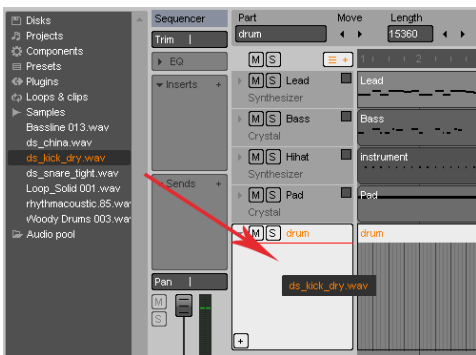 Disks
Projects
Components
Presets
Plugins
Loops & clips
Samples
Bassline 013.wav
ds_china.wav
ds_kick_dry.wav
ds_snare_tight.wav
Loop_Solid 001.wav
rhythmacoustic.85.wav
Woody Drums 003.wav
Audio pool
Sequencer
Trim
EQ
Inserts +
Sends +
Pan
M
S
Part Move Length
drum 15360
M S +
1 2
M S Lead
Synthesizer
Lead
M S Bass
Crystal
Bass
M S Hihat
Synthesizer
instrument
M S Pad
Crystal
Pad
M S drum
drum
ds_kick_dry.wav
+